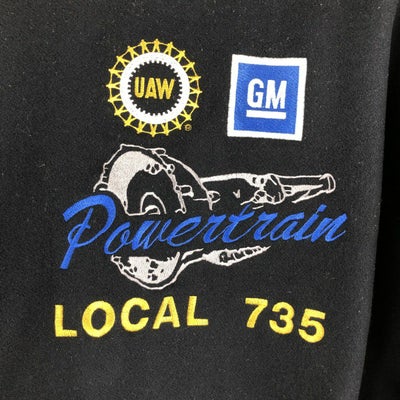 UAW GM
®
Powertrain
LOCAL 735